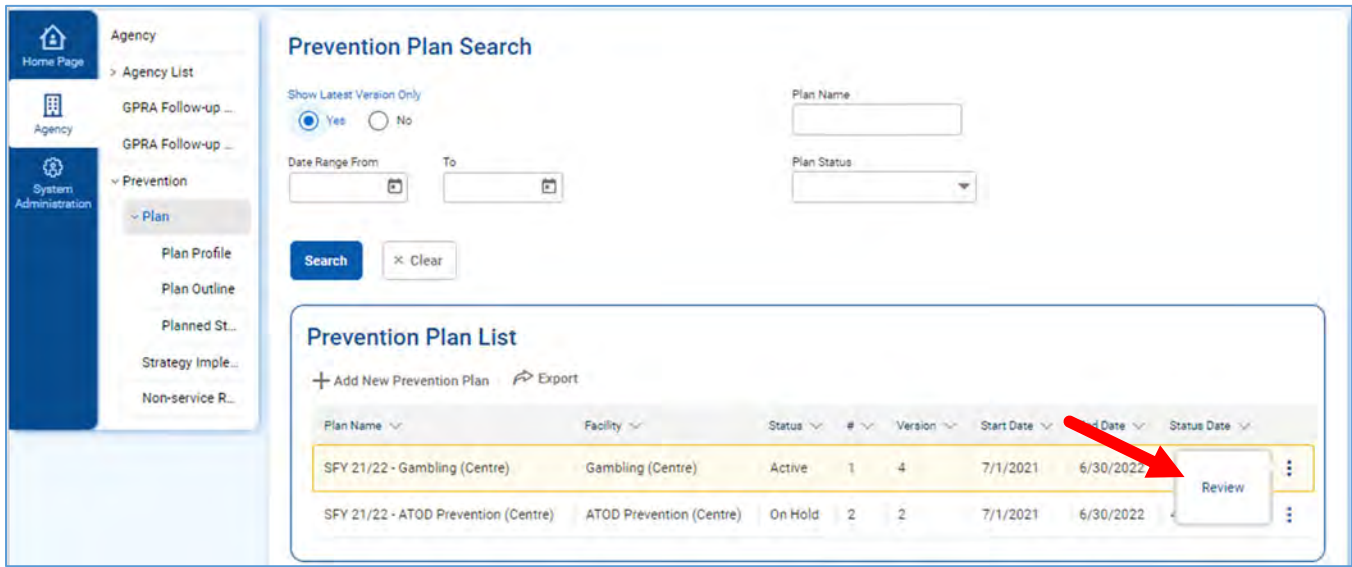 Home Page
Agency
System
Administration
Agency
> Agency List
GPRA Follow-up ...
GPRA Follow-up ...
Prevention
Plan
Plan Profile
Plan Outline
Planned St...
Strategy Imple...
Non-service R...
Prevention Plan Search
Show Latest Version Only
Yes No
Plan Name
Date Range From To
Plan Status
Search × Clear
Prevention Plan List
+ Add New Prevention Plan Export
Plan Name Facility Status # Version Start Date Date Status Date
SFY 21/22 - Gambling (Centre) Gambling (Centre) Active 1 4 7/1/2021 6/30/2022
Review
SFY 21/22 - ATOD Prevention (Centre) ATOD Prevention (Centre) On Hold 2 2 7/1/2021 6/30/2022